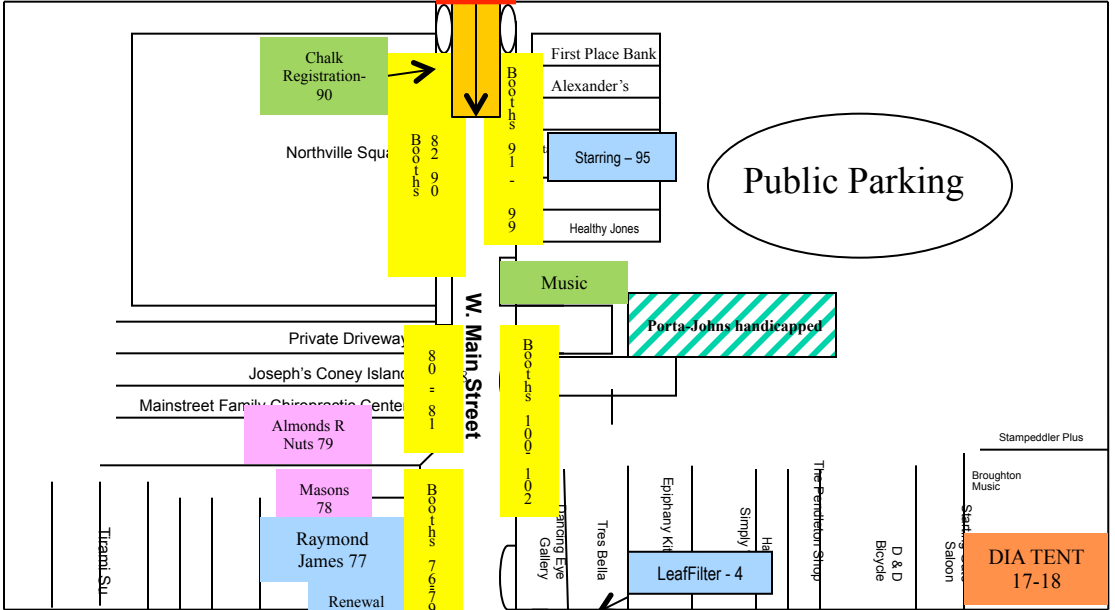 Chalk
Registration-
90
First Place Bank
Alexander's
Booths 91 - 99
Booths 82 90
Northville Squa
Starring – 95
Public Parking
Healthy Jones
Music
W. Main Street
Porta-Johns handicapped
Private Driveway
80 - 81
Booths 100-102
Joseph's Coney Island
Mainstreet Family Chiropractic Center
Almonds R
Nuts 79
Stampeddler Plus
Masons
78
Booths 76-79
Broughton
Music
Tirami Su
Raymond
James 77
Renewal
Dancing Eye
Gallery
Tres Bella
Epiphany Kit
Simply
Ha
The Pendleton Shop
D & D
Bicycle
Saloon
LeafFilter - 4
DIA TENT
17-18